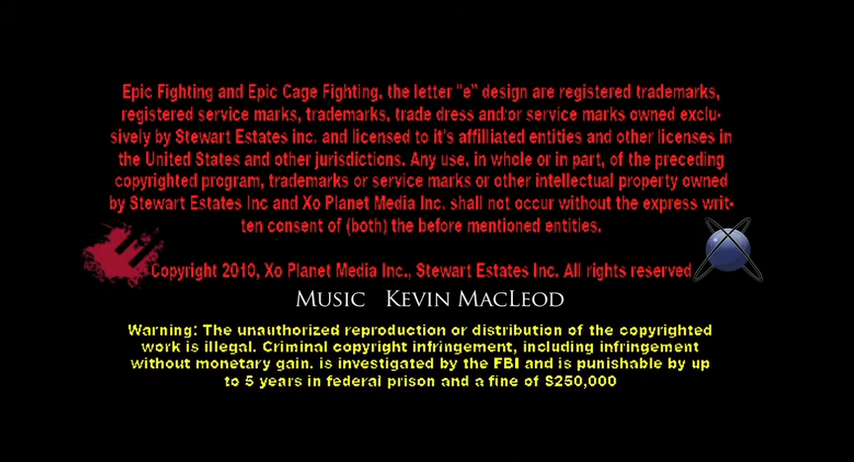 Epic Fighting and Epic Cage Fighting, the letter "e" design are registered trademarks,
registered service marks, trademarks, trade dress and/or service marks owned exclu-
sively by Stewart Estates inc. and licensed to it's affilliated entities and other licenses in
the United States and other jurisdictions. Any use, in whole or in part, of the preceding
copyrighted program, trademarks or service marks or other intellectual property owned
by Stewart Estates Inc and Xo Planet Media Inc. shall not occur without the express writ-
ten consent of (both) the before mentioned entities.
Copyright 2010, Xo Planet Media Inc., Stewart Estates Inc. All rights reserved
Music Kevin MacLeod
Warning: The unauthorized reproduction or distribution of the copyrighted
work is illegal. Criminal copyright infringement, including infringement
without monetary gain. is investigated by the FBI and is punishable by up
to 5 years in federal prison and a fine of $250,000